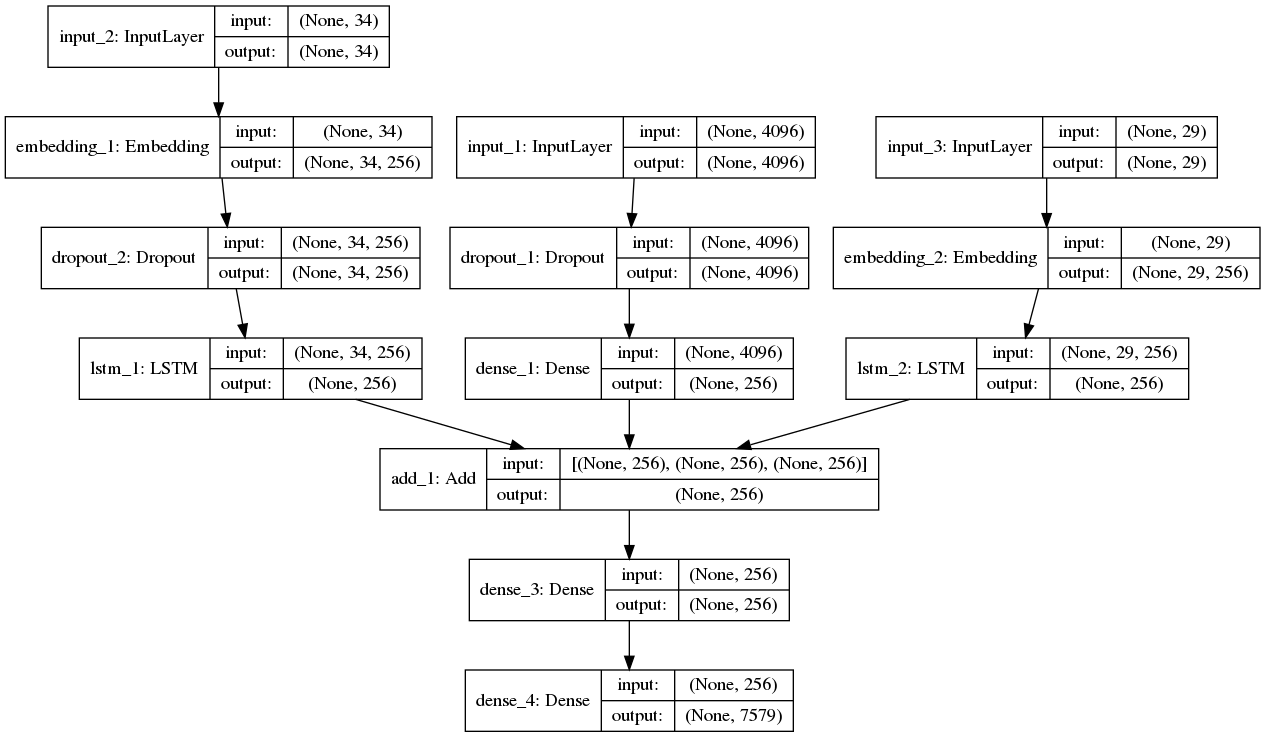 input_2: InputLayer input: (None, 34)
output: (None, 34)
embedding_1: Embedding input: (None, 34)
output: (None, 34, 256)
input_1: InputLayer input: (None, 4096)
output: (None, 4096)
input_3: InputLayer input: (None, 29)
output: (None, 29)
dropout_2: Dropout input: (None, 34, 256)
output: (None, 34, 256)
dropout_1: Dropout input: (None, 4096)
output: (None, 4096)
embedding_2: Embedding input: (None, 29)
output: (None, 29, 256)
lstm_1: LSTM input: (None, 34, 256)
output: (None, 256)
dense_1: Dense input: (None, 4096)
output: (None, 256)
lstm_2: LSTM input: (None, 29, 256)
output: (None, 256)
add_1: Add input: [(None, 256), (None, 256), (None, 256)]
output: (None, 256)
dense_3: Dense input: (None, 256)
output: (None, 256)
dense_4: Dense input: (None, 256)
output: (None, 7579)